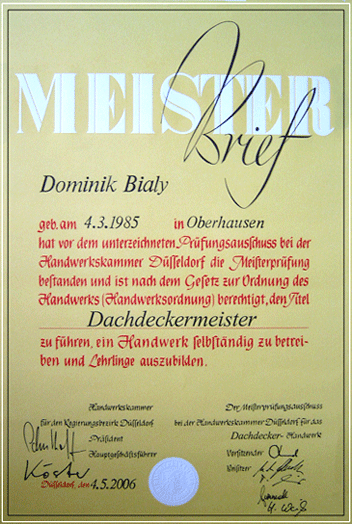 MEISTER
Brief
Dominik Bialy
geb. am 4.3.1985 in Oberhausen
hat vor dem unterzeichneten Prüfungsausschuss bei der
Handwerkskammer Düsseldorf die Meisterprüfung
bestanden und ist nach dem Gesetz zur Ordnung des
Handwerks (Handwerksordnung) berechtigt, den Titel
Dachdeckermeister
zu führen, ein Handwerk selbständig zu betrei-
ben und Lehrlinge auszubilden.
Handwerkskammer
für den Regierungsbezirk Düsseldorf
Präsident
Hauptgeschäftsführer
Düsseldorf, den 4.5.2006
Der Meisterprüfungsausschuss
bei der Handwerkskammer Düsseldorf für das
Dachdecker- Handwerk
Vorsitzender
Beisitzer